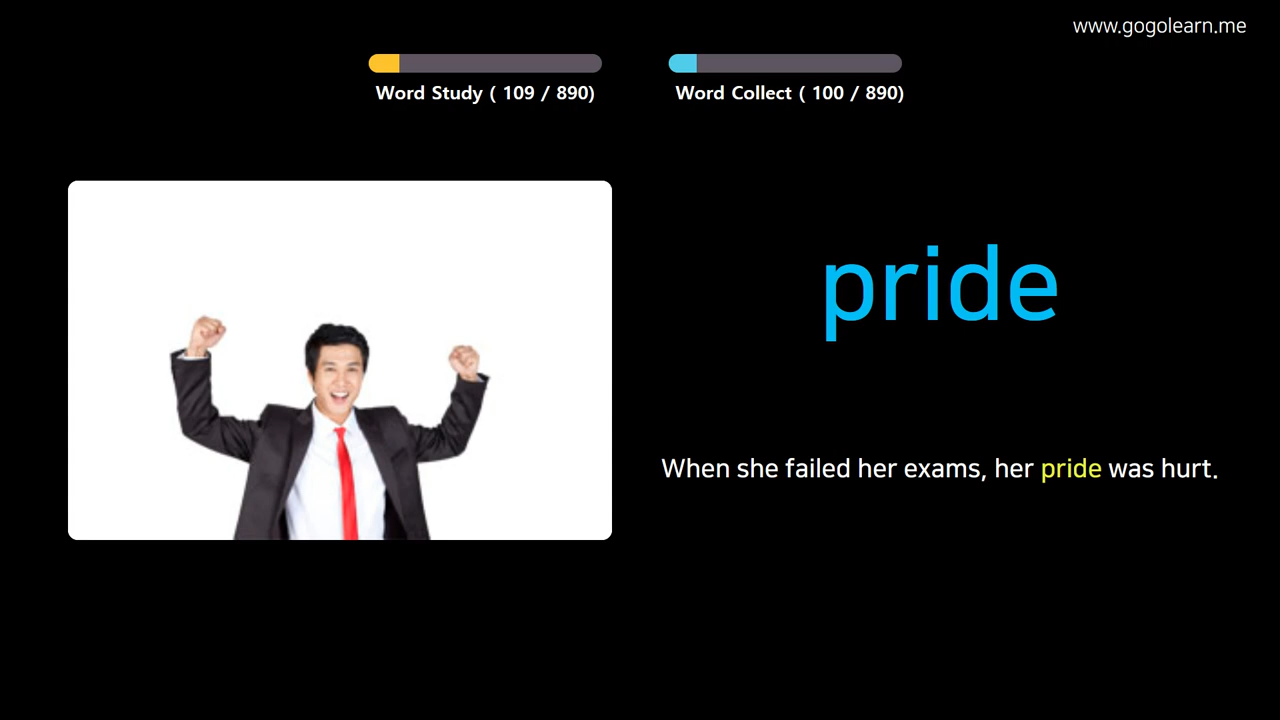 www.gogolearn.me
Word Study ( 109 / 890)
Word Collect ( 100 / 890)
pride
When she failed her exams, her pride was hurt.